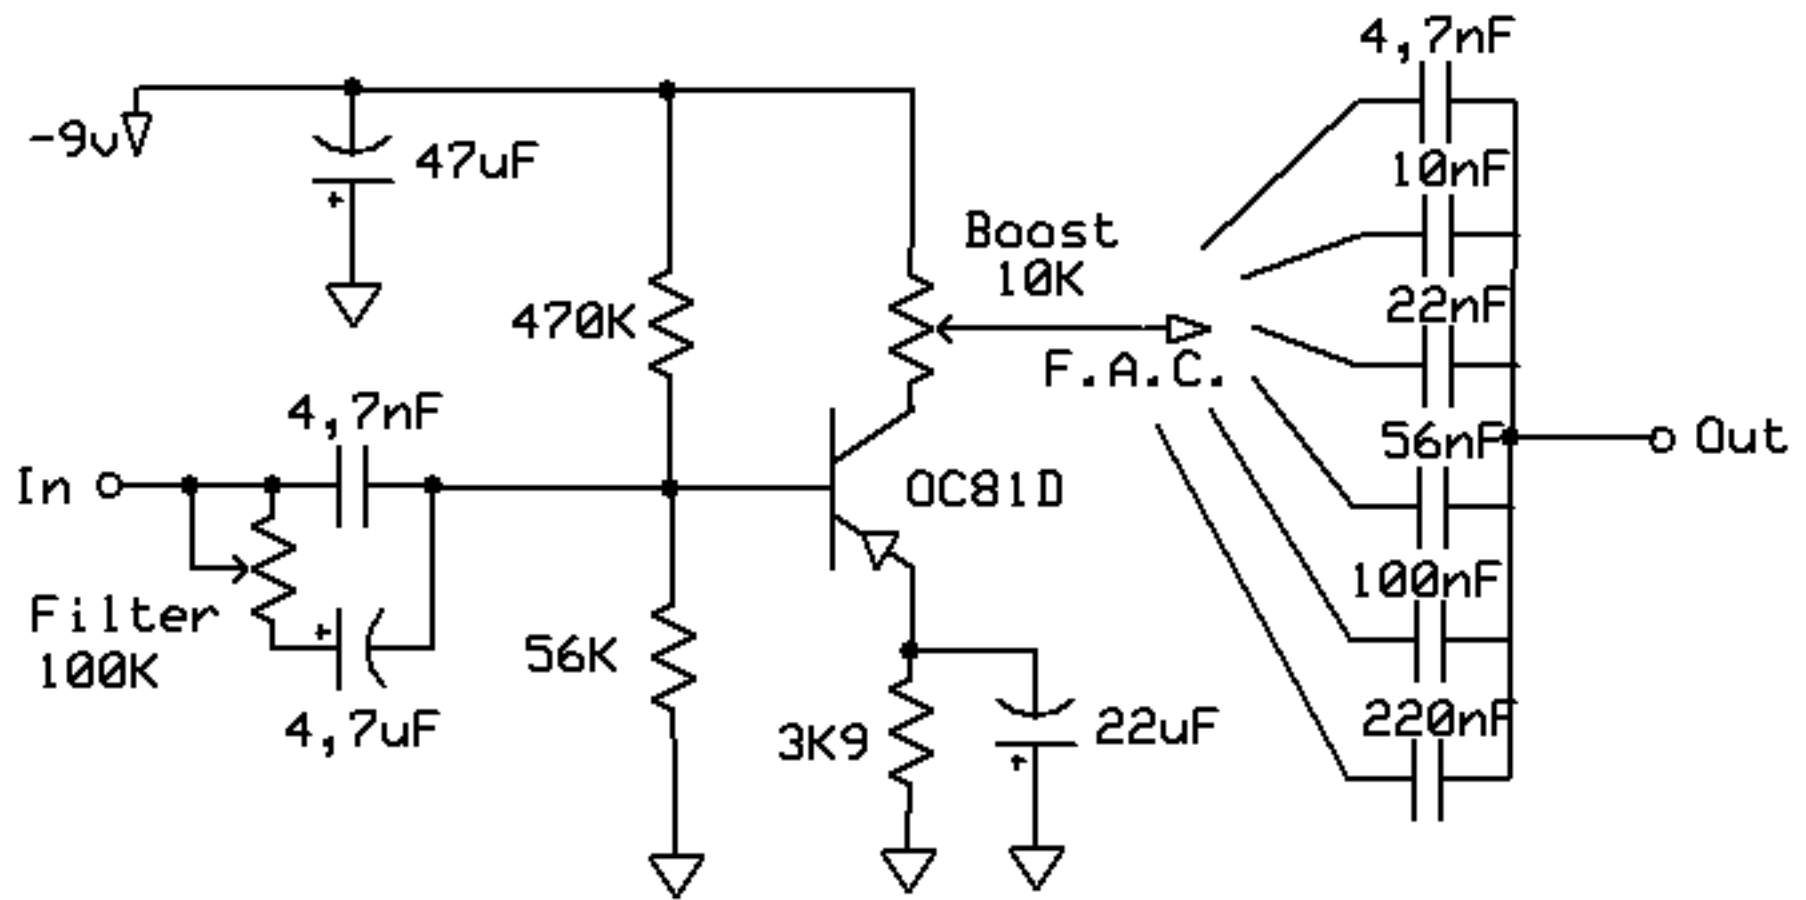 4,7nF
-9v
47uF
+
10nF
Boost
10K
22nF
470K
F.A.C.
4,7nF
56nF
Out
In
OC81D
100nF
Filter
100K
+
56K
4,7uF
220nF
3K9
22uF
+